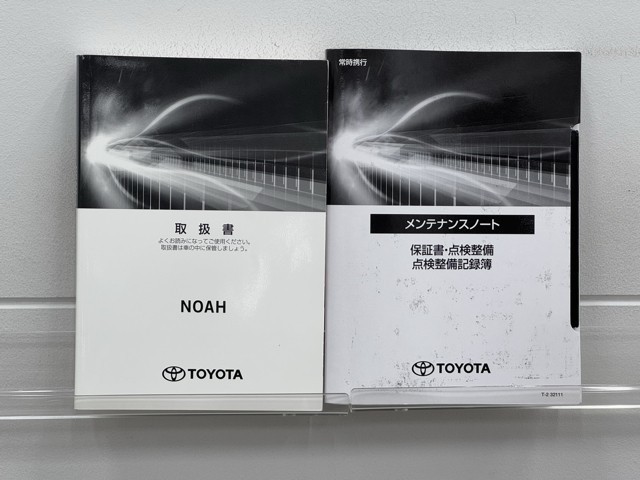 取扱書
よくお読みになってご使用ください。
取扱書は車の中に保管しましょう。
NOAH
TOYOTA
常時携行
メンテナンスノート
保証書・点検整備
点検整備記録簿
TOYOTA